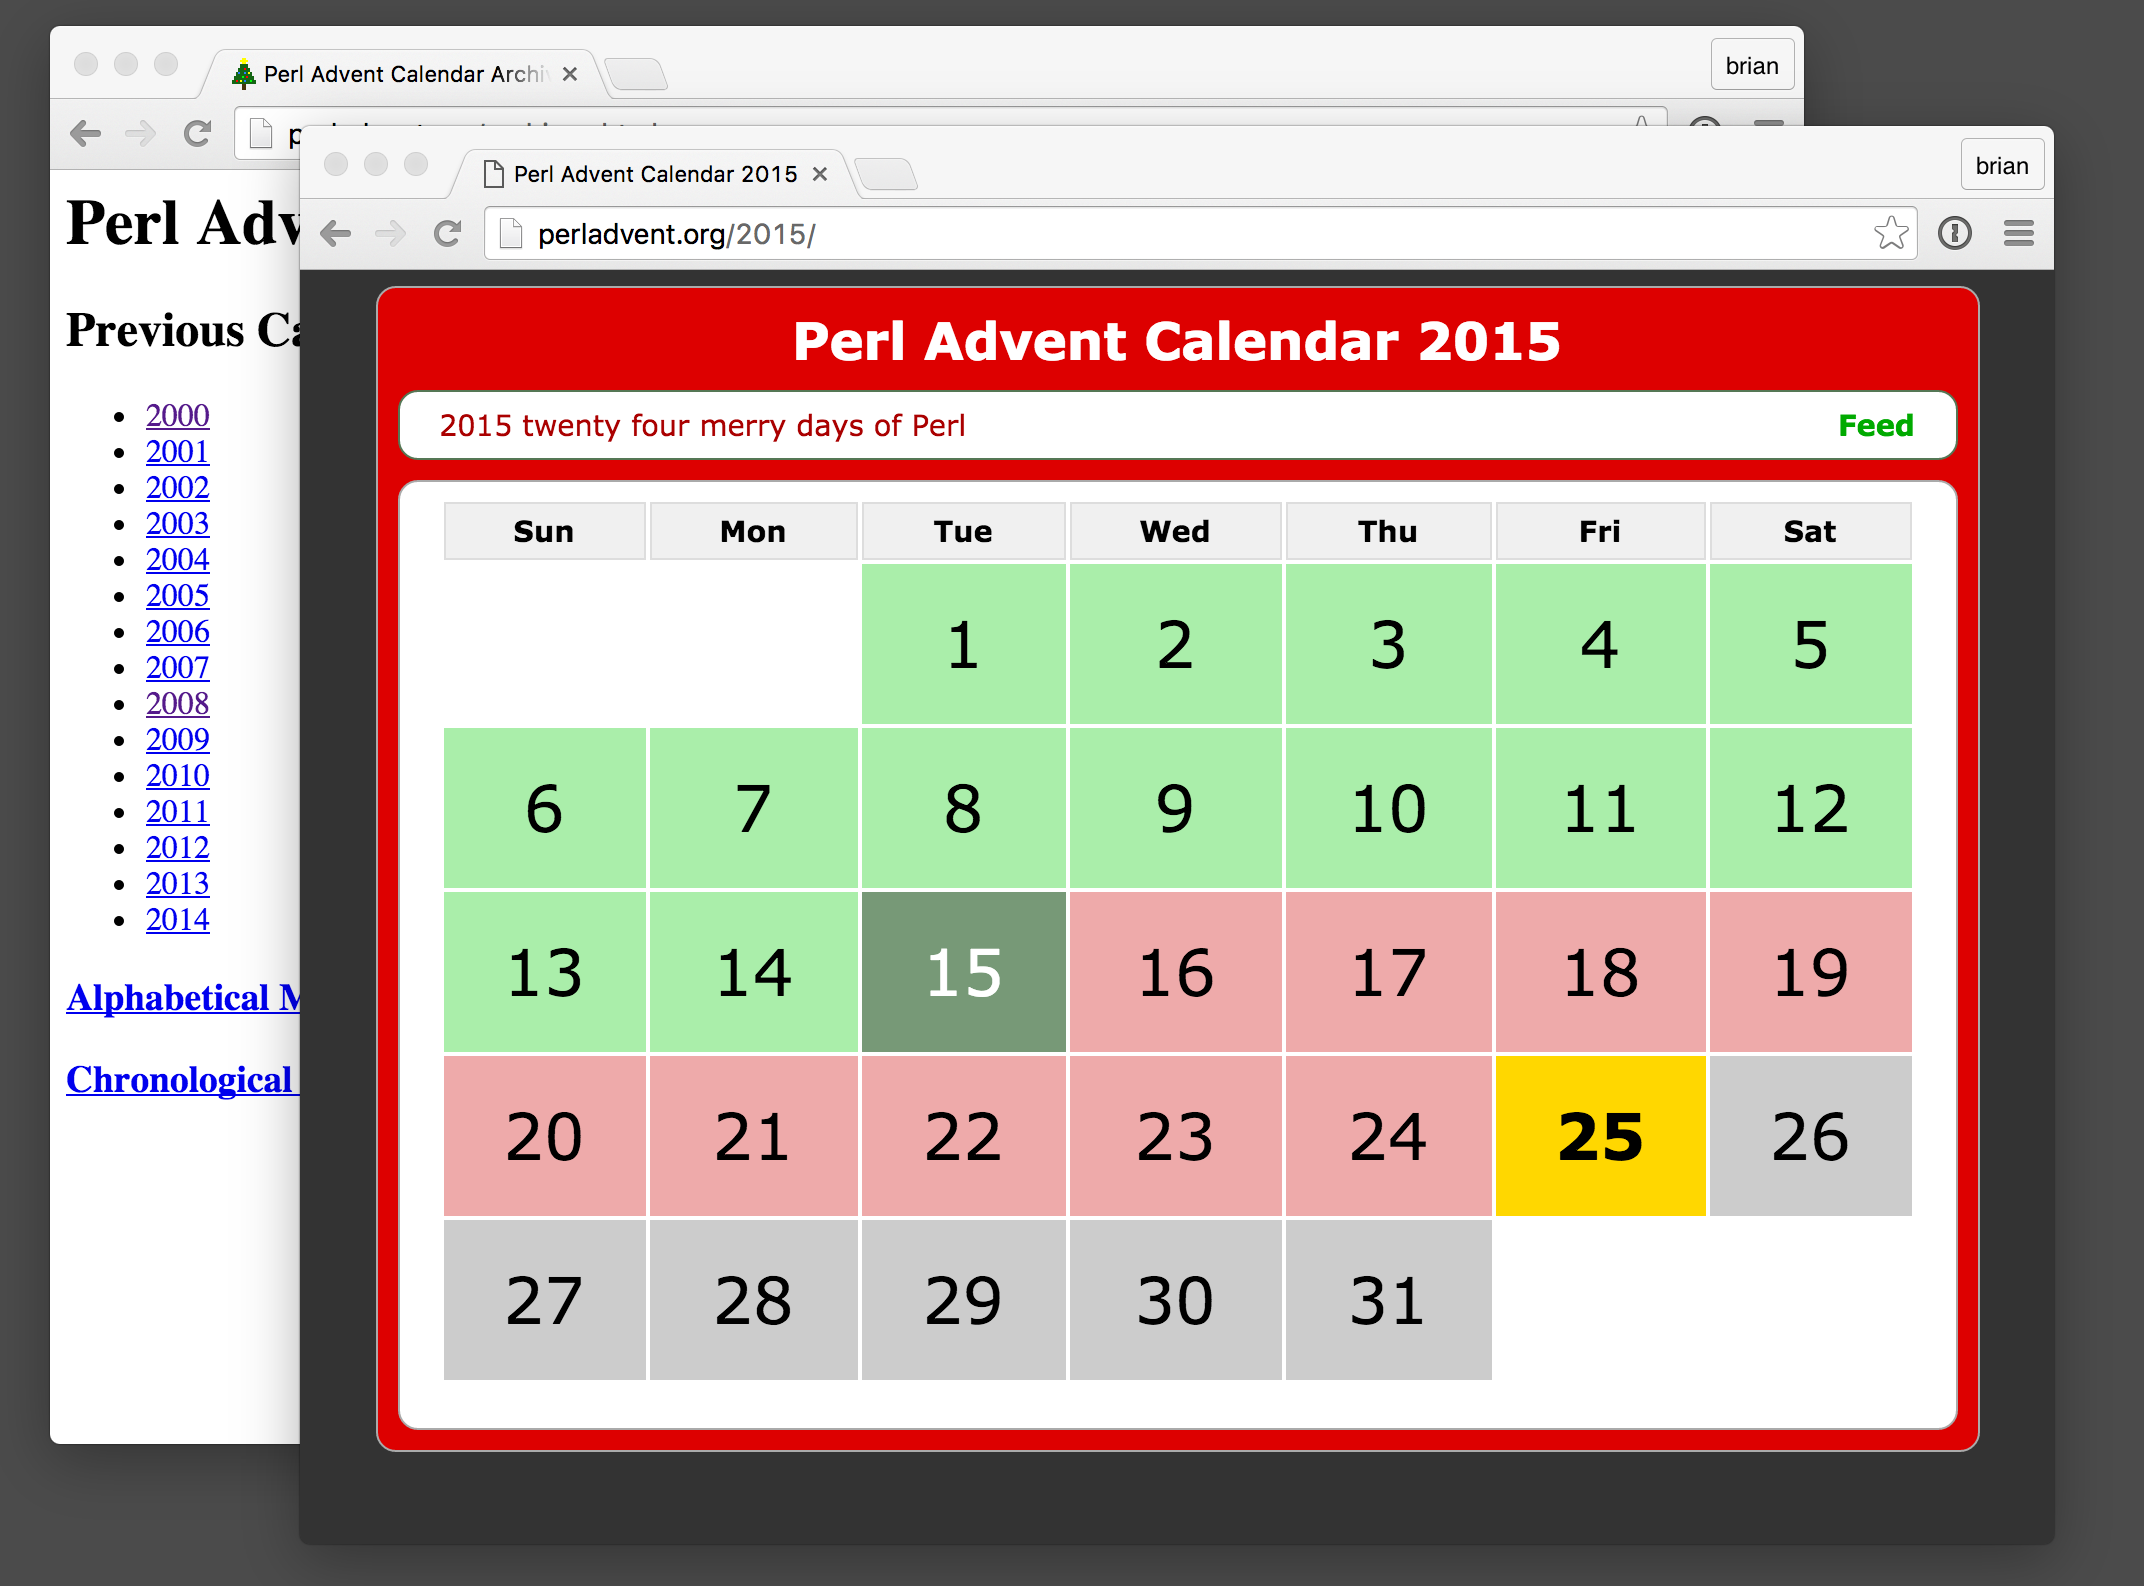 Perl Advent Calendar Archiv
brian
Perl Adv
Previous Ca
2000
2001
2002
2003
2004
2005
2006
2007
2008
2009
2010
2011
2012
2013
2014
Alphabetical M
Chronological
Perl Advent Calendar 2015
brian
perladvent.org/2015/
Perl Advent Calendar 2015
2015 twenty four merry days of Perl Feed
Sun Mon Tue Wed Thu Fri Sat
1 2 3 4 5
6 7 8 9 10 11 12
13 14 15 16 17 18 19
20 21 22 23 24 25 26
27 28 29 30 31